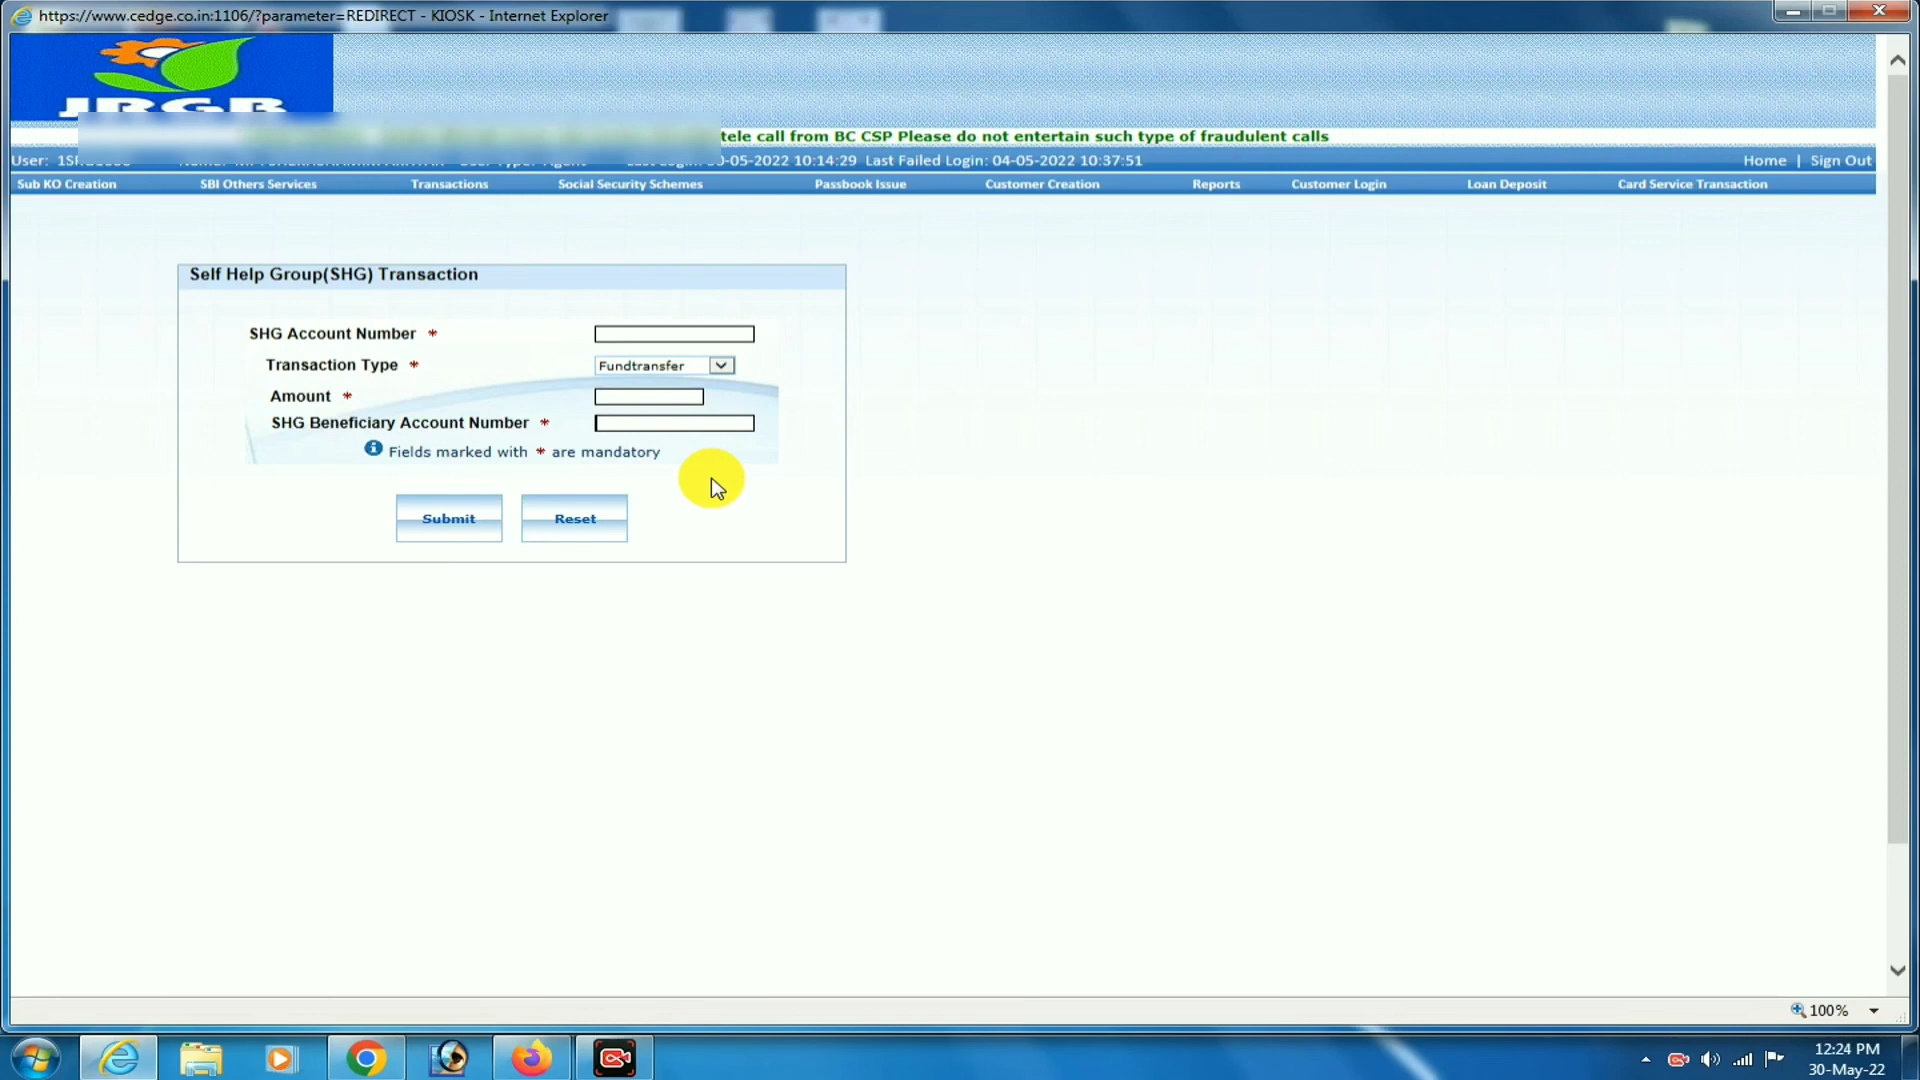 https://www.cedge.co.in:1106/?parameter=REDIRECT - KIOSK - Internet Explorer
JRGB
tele call from BC CSP Please do not entertain such type of fraudulent calls
User:
-05-2022 10:14:29 Last Failed Login: 04-05-2022 10:37:51
Home | Sign Out
Sub KO Creation SBI Others Services Transactions Social Security Schemes Passbook Issue Customer Creation Reports Customer Login Loan Deposit Card Service Transaction
Self Help Group(SHG) Transaction
SHG Account Number *
Transaction Type * Fundtransfer
Amount *
SHG Beneficiary Account Number *
Fields marked with * are mandatory
Submit Reset
100%
12:24 PM
30-May-22